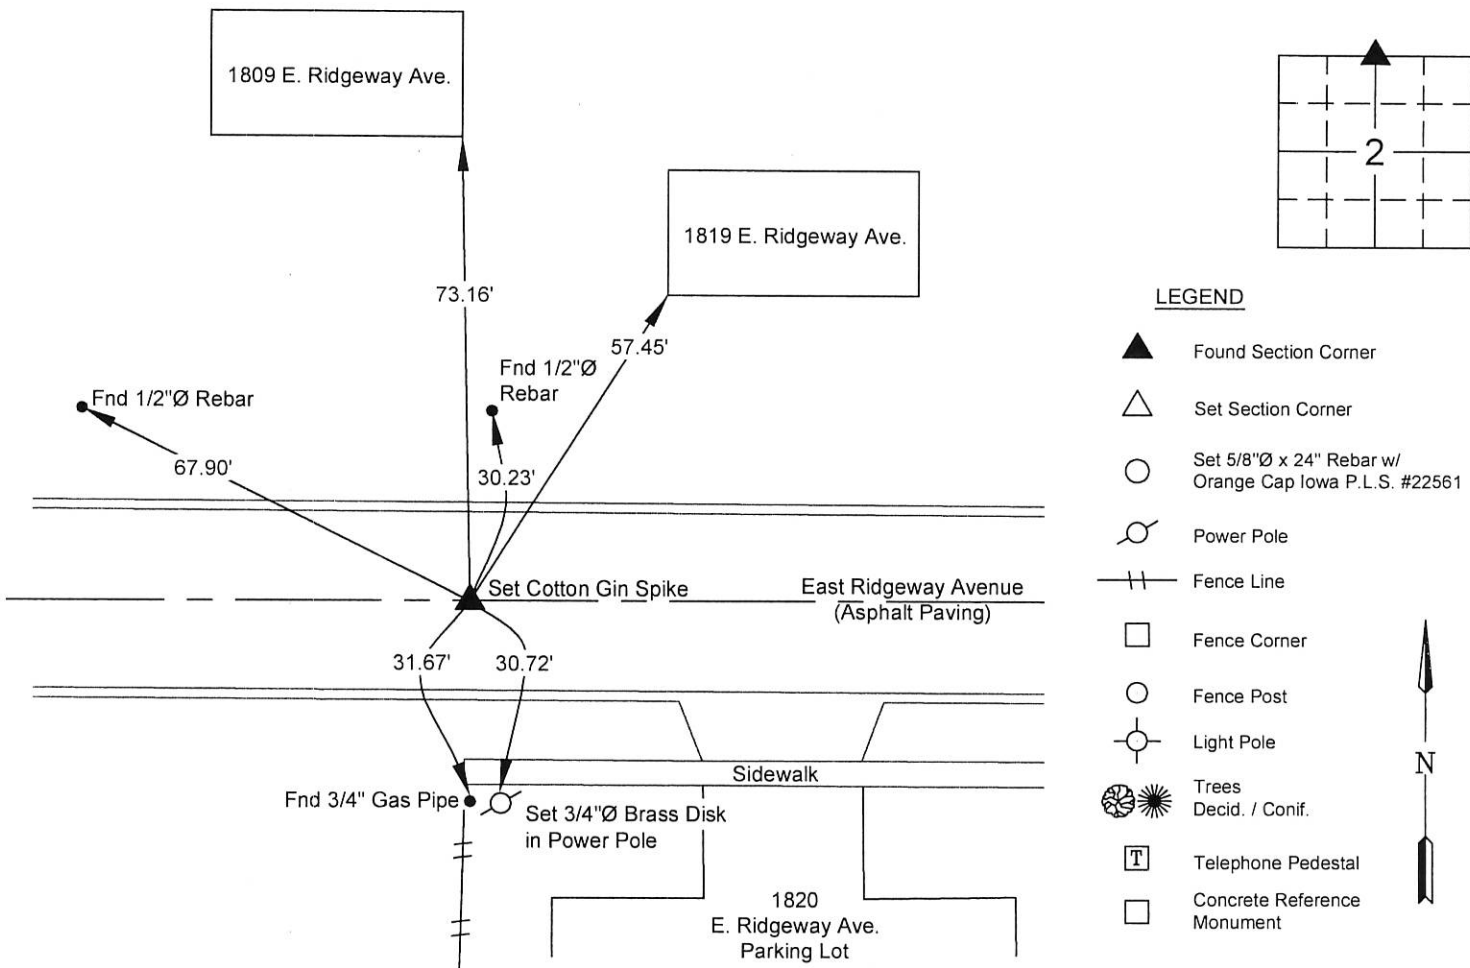 1809 E. Ridgeway Ave.
2
1819 E. Ridgeway Ave.
73.16'
57.45'
Fnd 1/2"Ø
Rebar
Fnd 1/2"Ø Rebar
67.90'
30.23'
Set Cotton Gin Spike
East Ridgeway Avenue
(Asphalt Paving)
31.67'
30.72'
Sidewalk
Fnd 3/4" Gas Pipe
Set 3/4"Ø Brass Disk
in Power Pole
1820
E. Ridgeway Ave.
Parking Lot
LEGEND
Found Section Corner
Set Section Corner
Set 5/8"Ø x 24" Rebar w/
Orange Cap Iowa P.L.S. #22561
Power Pole
Fence Line
Fence Corner
Fence Post
Light Pole
Trees
Decid. / Conif.
T
Telephone Pedestal
Concrete Reference
Monument
N